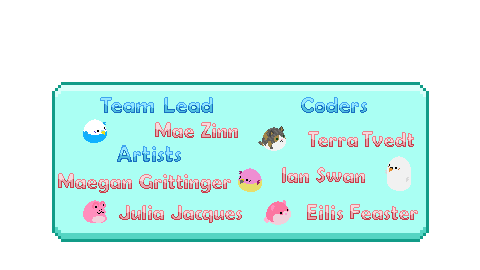 Team Lead
Mae Zinn
Artists
Maegan Grittinger
Julia Jacques
Coders
Terra Tvedt
Ian Swan
Eilis Feaster